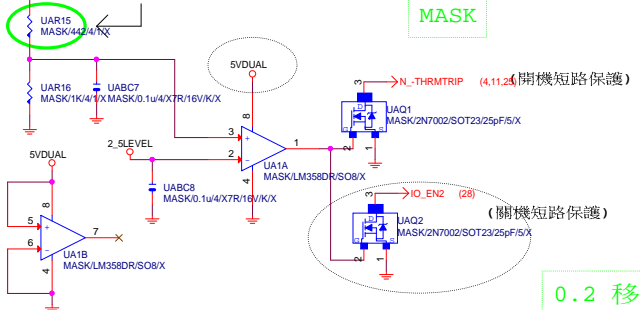 MASK
UAR15
MASK/442/4/1/X
5VDUAL
3
N_-THRMTRIP (4,11,25)
(關機短路保護)
UAR16
MASK/1K/4/1/X
UABC7
MASK/0.1u/4/X7R/16V/K/X
UAQ1
MASK/2N7002/SOT23/25pF/5/X
G
S
2
1
8
3
+
1
2
-
4
2_5LEVEL
UA1A
MASK/LM358DR/SO8/X
UABC8
MASK/0.1u/4/X7R/16V/K/X
5VDUAL
8
5
+
7
6
-
4
UA1B
MASK/LM358DR/SO8/X
3
IO_EN2 (28)
(關機短路保護)
UAQ2
MASK/2N7002/SOT23/25pF/5/X
G
S
2
1
0.2 移